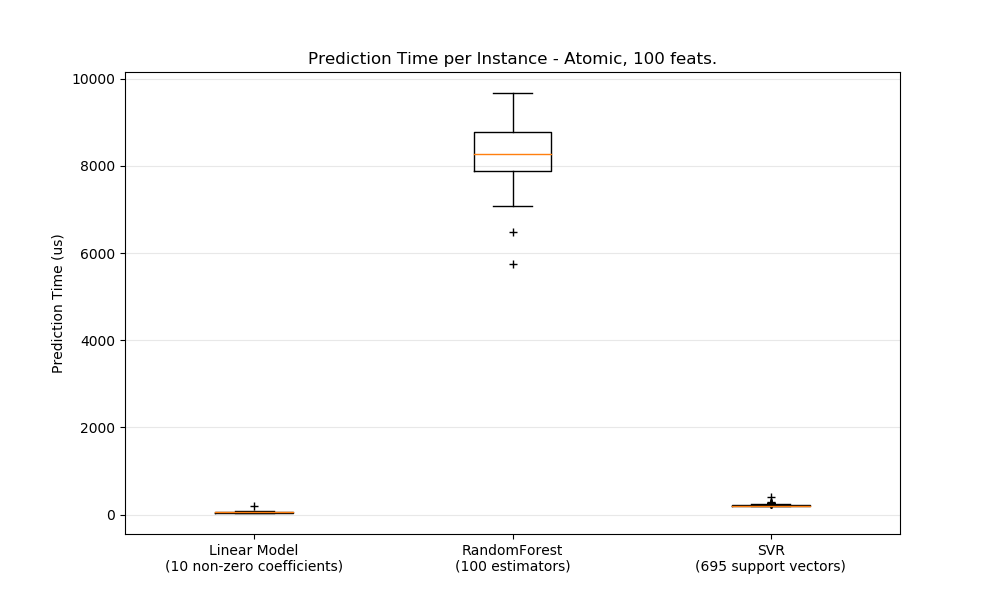 Prediction Time per Instance - Atomic, 100 feats.
10000
8000
6000
4000
2000
0
Prediction Time (us)
Linear Model
(10 non-zero coefficients)
RandomForest
(100 estimators)
SVR
(695 support vectors)